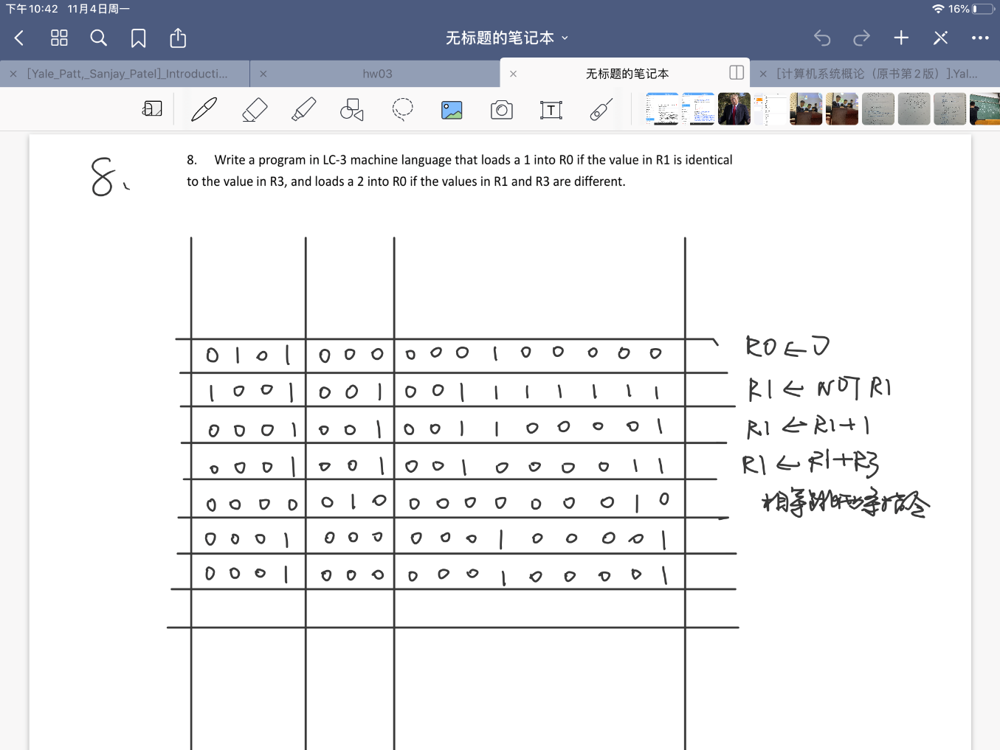 下午10:42 11月4日周一
16%
无标题的笔记本
[Yale_Patt,_Sanjay_Patel]_Introducti...
hw03
无标题的笔记本
[计算机系统概论（原书第2版）].Yal...
8、
8. Write a program in LC-3 machine language that loads a 1 into R0 if the value in R1 is identical
to the value in R3, and loads a 2 into R0 if the values in R1 and R3 are different.
0101 000 000100000 R0←0
1001 001 001111111 R1←NOT R1
0001 001 001100001 R1←R1+1
0001 001 001000011 R1←R1+R3
0000 010 000000010 相等
0001 000 000100001
0001 000 000100001